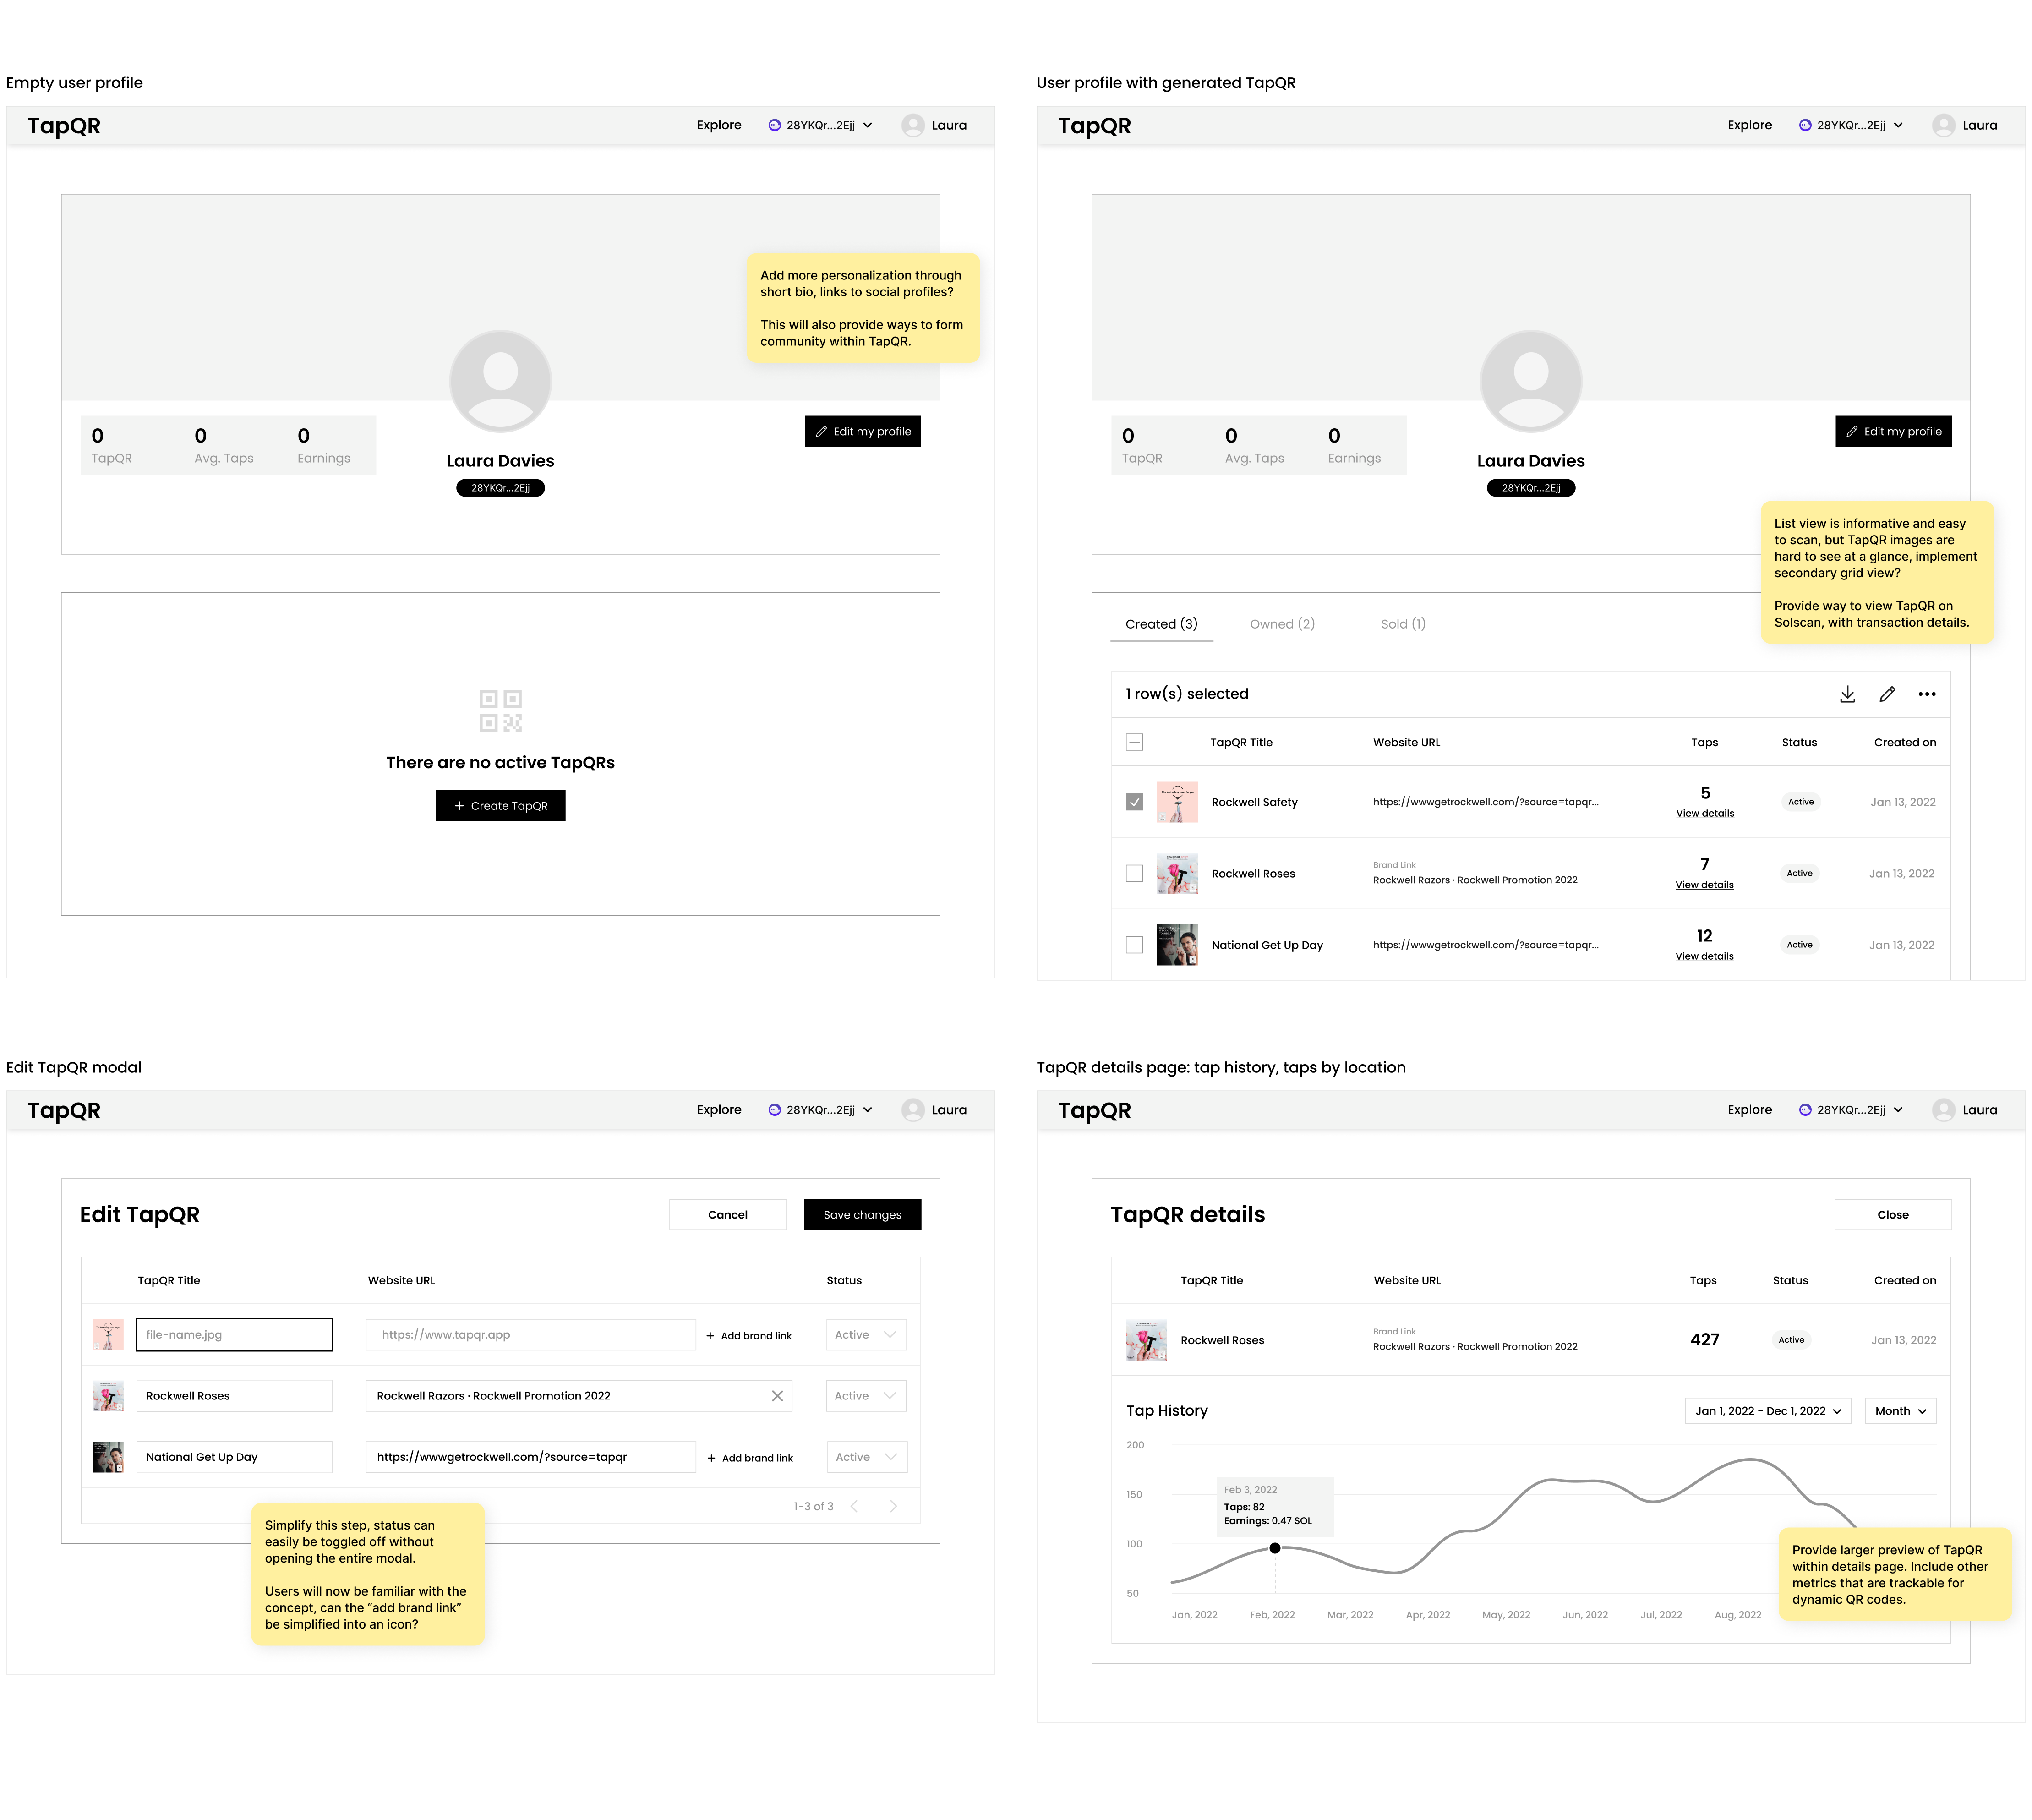 Empty user profile
TapQR
Explore
28YKQr...2Ejj
Laura
Add more personalization through
short bio, links to social profiles?
This will also provide ways to form
community within TapQR.
0
TapQR
0
Avg. Taps
0
Earnings
Edit my profile
Laura Davies
28YKQr...2Ejj
There are no active TapQRs
+ Create TapQR
User profile with generated TapQR
TapQR
Explore
28YKQr...2Ejj
Laura
0
TapQR
0
Avg. Taps
0
Earnings
Edit my profile
Laura Davies
28YKQr...2Ejj
List view is informative and easy
to scan, but TapQR images are
hard to see at a glance, implement
secondary grid view?
Provide way to view TapQR on
Solscan, with transaction details.
Created (3)
Owned (2)
Sold (1)
1 row(s) selected
TapQR Title
Website URL
Taps
Status
Created on
Rockwell Safety
https://wwwgetrockwell.com/?source=tapqr...
5
View details
Active
Jan 13, 2022
Rockwell Roses
Brand Link
Rockwell Razors · Rockwell Promotion 2022
7
View details
Active
Jan 13, 2022
National Get Up Day
https://wwwgetrockwell.com/?source=tapqr...
12
View details
Active
Jan 13, 2022
Edit TapQR modal
TapQR
Explore
28YKQr...2Ejj
Laura
Edit TapQR
Cancel
Save changes
TapQR Title
Website URL
Status
file-name.jpg
https://www.tapqr.app
+ Add brand link
Active
Rockwell Roses
Rockwell Razors · Rockwell Promotion 2022
Active
National Get Up Day
https://wwwgetrockwell.com/?source=tapqr
+ Add brand link
Active
1-3 of 3
Simplify this step, status can
easily be toggled off without
opening the entire modal.
Users will now be familiar with the
concept, can the “add brand link”
be simplified into an icon?
TapQR details page: tap history, taps by location
TapQR
Explore
28YKQr...2Ejj
Laura
TapQR details
Close
TapQR Title
Website URL
Taps
Status
Created on
Rockwell Roses
Brand Link
Rockwell Razors · Rockwell Promotion 2022
427
Active
Jan 13, 2022
Tap History
Jan 1, 2022 - Dec 1, 2022
Month
200
150
100
50
Feb 3, 2022
Taps: 82
Earnings: 0.47 SOL
Jan, 2022
Feb, 2022
Mar, 2022
Apr, 2022
May, 2022
Jun, 2022
Jul, 2022
Aug, 2022
Provide larger preview of TapQR
within details page. Include other
metrics that are trackable for
dynamic QR codes.